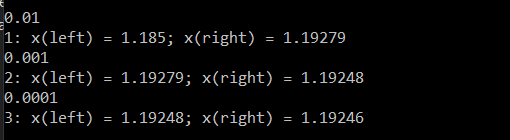 0.01
1: x(left) = 1.185; x(right) = 1.19279
0.001
2: x(left) = 1.19279; x(right) = 1.19248
0.0001
3: x(left) = 1.19248; x(right) = 1.19246